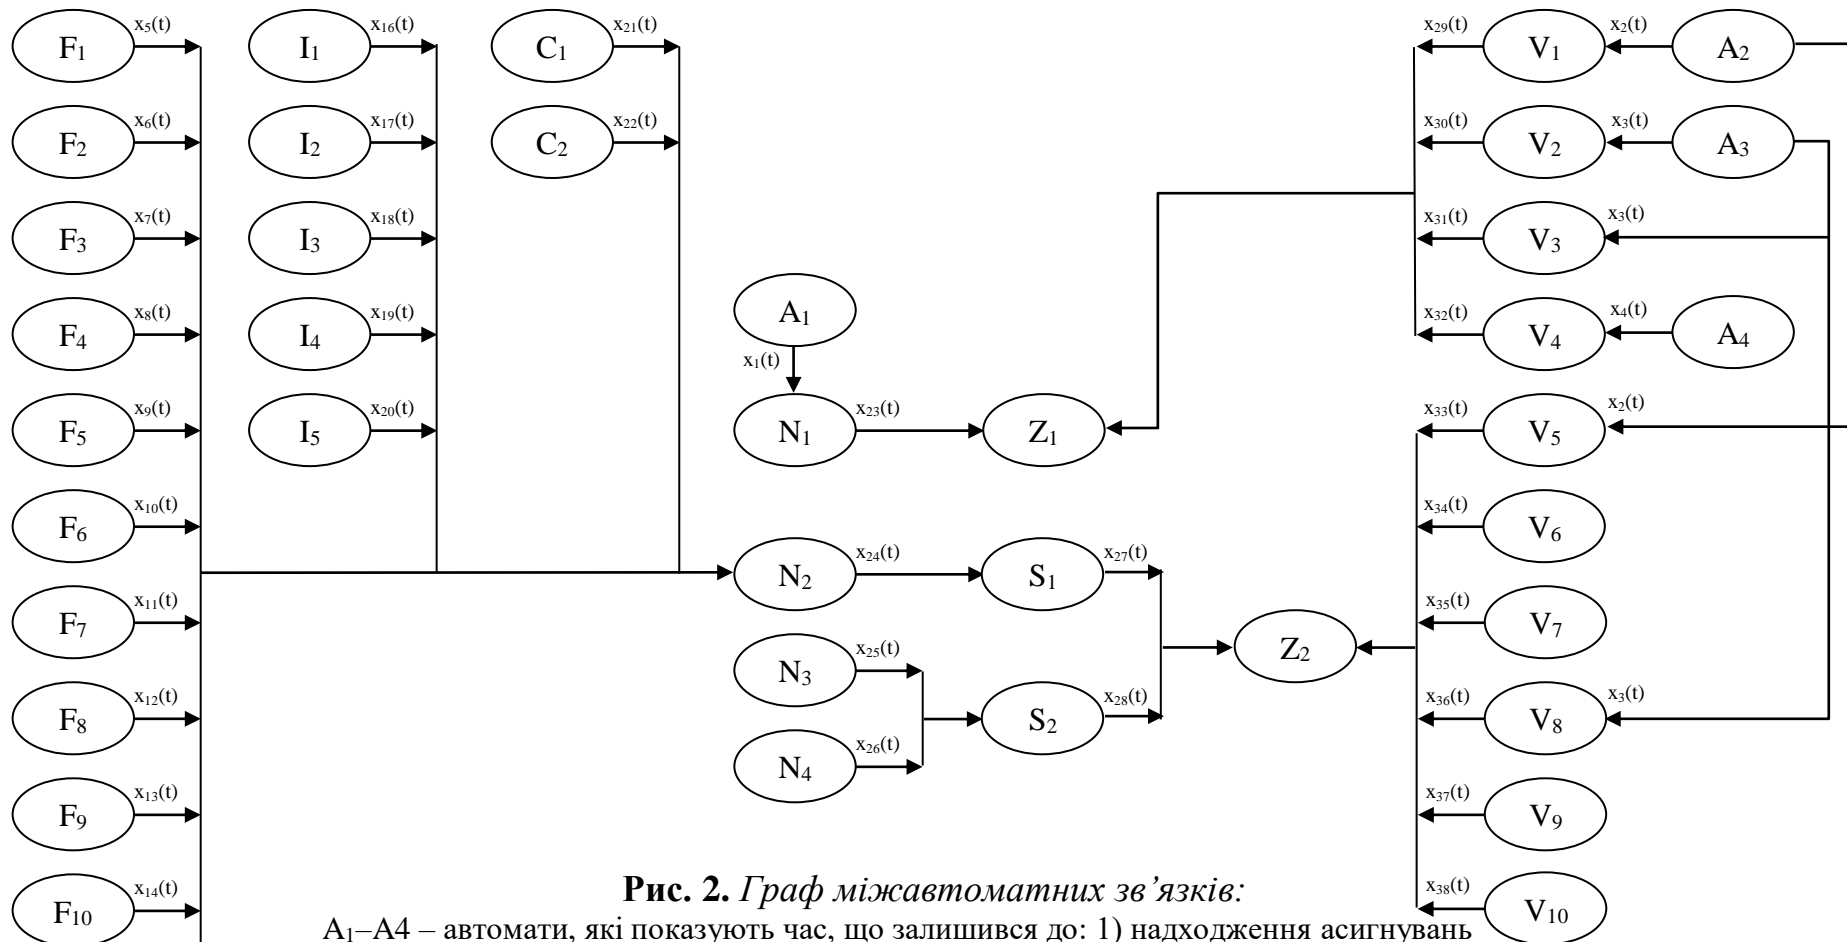 F₁ x₅(t) I₁ x₁₆(t) C₁ x₂₁(t) x₂₉(t) V₁ x₂(t) A₂
F₂ x₆(t) I₂ x₁₇(t) C₂ x₂₂(t) x₃₀(t) V₂ x₃(t) A₃
F₃ x₇(t) I₃ x₁₈(t) x₃₁(t) V₃ x₃(t)
F₄ x₈(t) I₄ x₁₉(t) A₁ x₁(t) x₃₂(t) V₄ x₄(t) A₄
F₅ x₉(t) I₅ x₂₀(t) N₁ x₂₃(t) Z₁ x₃₃(t) V₅ x₂(t)
F₆ x₁₀(t) N₂ x₂₄(t) S₁ x₂₇(t) x₃₄(t) V₆
F₇ x₁₁(t) N₃ x₂₅(t) Z₂ x₃₅(t) V₇
F₈ x₁₂(t) N₄ x₂₆(t) S₂ x₂₈(t) x₃₆(t) V₈ x₃(t)
F₉ x₁₃(t) x₃₇(t) V₉
F₁₀ x₁₄(t) x₃₈(t) V₁₀
Рис. 2. Граф міжавтоматних зв’язків:
A₁–A4 – автомати, які показують час, що залишився до: 1) надходження асигнувань